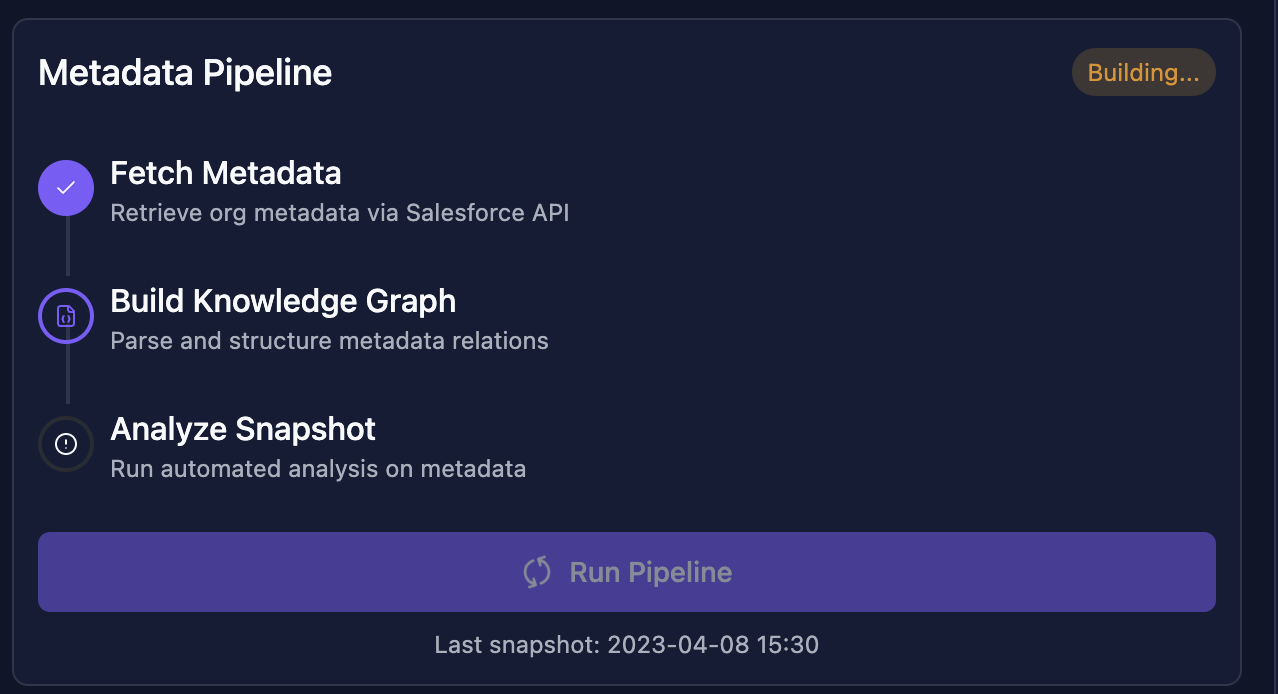 Metadata Pipeline
Building...
Fetch Metadata
Retrieve org metadata via Salesforce API
Build Knowledge Graph
Parse and structure metadata relations
Analyze Snapshot
Run automated analysis on metadata
Run Pipeline
Last snapshot: 2023-04-08 15:30